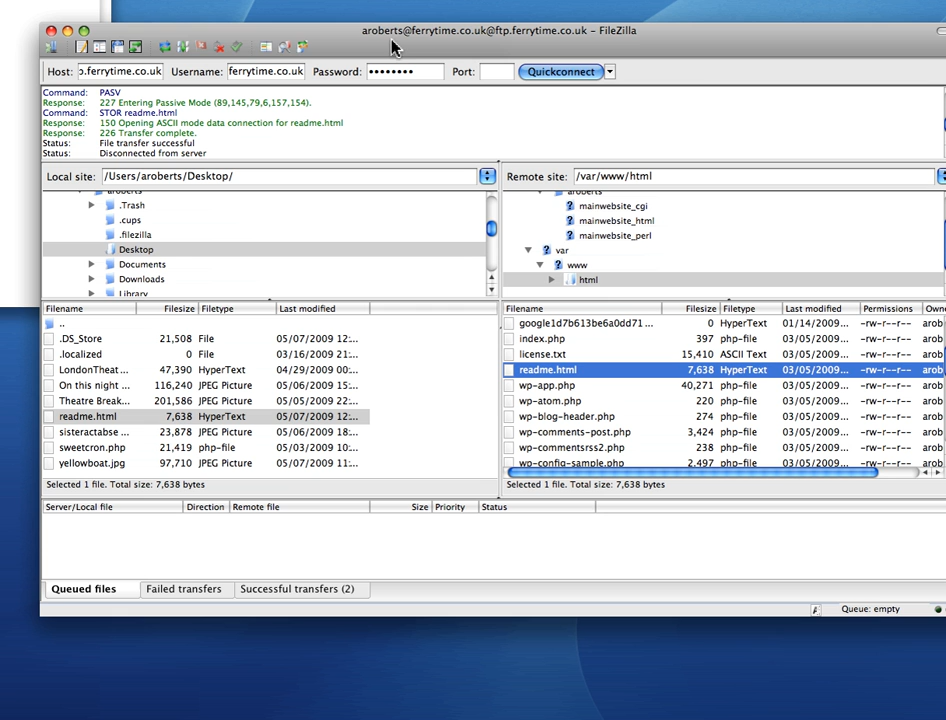 aroberts@ferrytime.co.uk@ftp.ferrytime.co.uk - FileZilla
Host: p.ferrytime.co.uk Username: ferrytime.co.uk Password: •••••••• Port: Quickconnect
Command: PASV
Response: 227 Entering Passive Mode (89,145,79,6,157,154).
Command: STOR readme.html
Response: 150 Opening ASCII mode data connection for readme.html
Response: 226 Transfer complete.
Status: File transfer successful
Status: Disconnected from server
Local site: /Users/aroberts/Desktop/
aroberts
.Trash
.cups
.filezilla
Desktop
Documents
Downloads
Library
Remote site: /var/www/html
aroberts
mainwebsite_cgi
mainwebsite_html
mainwebsite_perl
var
www
html
Filename Filesize Filetype Last modified
..
.DS_Store 21,508 File 05/07/2009 12:...
.localized 0 File 03/16/2009 21:...
LondonTheat ... 47,390 HyperText 04/29/2009 00:...
On this night ... 116,240 JPEG Picture 05/06/2009 15:...
Theatre Break... 201,586 JPEG Picture 05/05/2009 22:...
readme.html 7,638 HyperText 05/07/2009 12:...
sisteractabse ... 23,878 JPEG Picture 05/06/2009 18:...
sweetcron.php 21,419 php-file 05/03/2009 10:...
yellowboat.jpg 97,710 JPEG Picture 05/07/2009 11:...
Selected 1 file. Total size: 7,638 bytes
Filename Filesize Filetype Last modified Permissions Owne
google1d7b613be6a0dd71 ... 0 HyperText 01/14/2009... -rw-r--r-- arob
index.php 397 php-file 03/05/2009... -rw-r--r-- arob
license.txt 15,410 ASCII Text 03/05/2009... -rw-r--r-- arob
readme.html 7,638 HyperText 03/05/2009... -rw-r--r-- arob
wp-app.php 40,271 php-file 03/05/2009... -rw-r--r-- arob
wp-atom.php 220 php-file 03/05/2009... -rw-r--r-- arob
wp-blog-header.php 274 php-file 03/05/2009... -rw-r--r-- arob
wp-comments-post.php 3,424 php-file 03/05/2009... -rw-r--r-- arob
wp-commentsrss2.php 238 php-file 03/05/2009... -rw-r--r-- arob
wp-config-sample.php 2,497 php-file 03/05/2009... -rw-r--r-- arob
Selected 1 file. Total size: 7,638 bytes
Server/Local file Direction Remote file Size Priority Status
Queued files Failed transfers Successful transfers (2)
Queue: empty